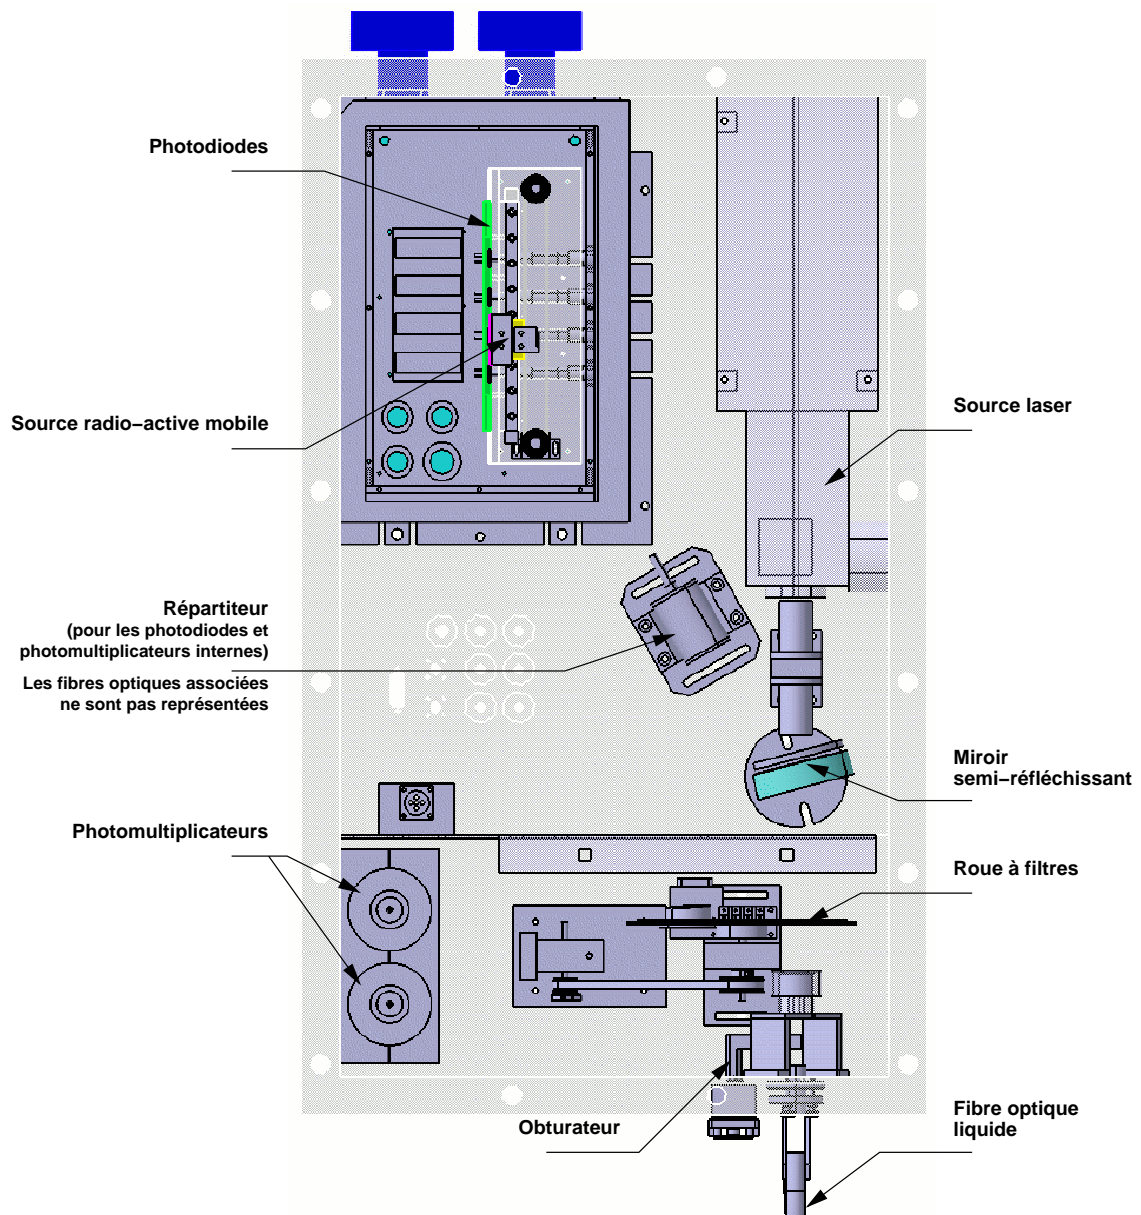 Photodiodes
Source radio−active mobile
Source laser
Répartiteur
(pour les photodiodes et
photomultiplicateurs internes)
Les fibres optiques associées
ne sont pas représentées
Miroir
semi−réfléchissant
Photomultiplicateurs
Roue à filtres
Obturateur
Fibre optique
liquide